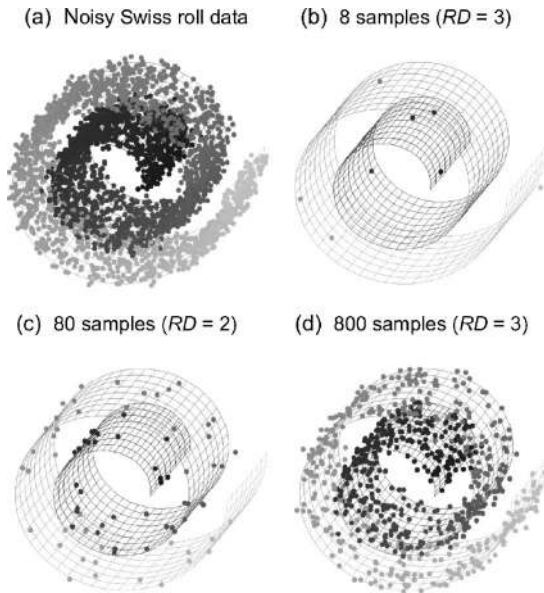 (a) Noisy Swiss roll data
(b) 8 samples (RD = 3)
(c) 80 samples (RD = 2)
(d) 800 samples (RD = 3)